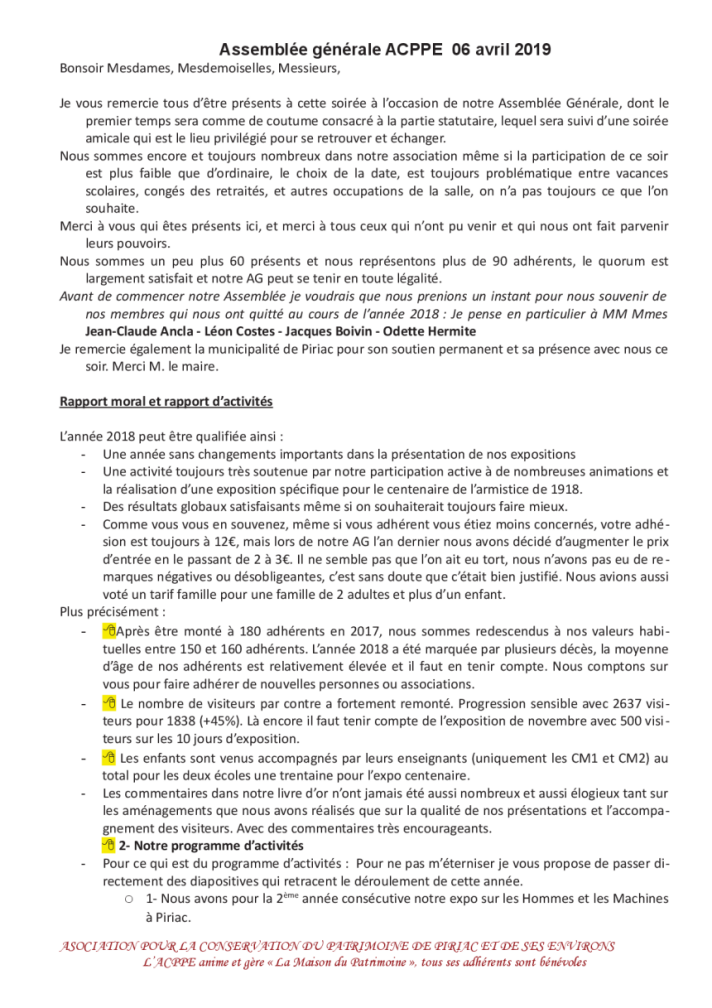 Assemblée générale ACPPE  06 avril 2019
Bonsoir Mesdames, Mesdemoiselles, Messieurs,
Je vous remercie tous d'être présents à cette soirée à l'occasion de notre Assemblée Générale, dont le
premier temps sera comme de coutume consacré à la partie statutaire, lequel sera suivi d'une soirée
amicale qui est le lieu privilégié pour se retrouver et échanger.
Nous sommes encore et toujours nombreux dans notre association même si la participation de ce soir
est plus faible que d'ordinaire, le choix de la date, est toujours problématique entre vacances
scolaires, congés des retraités, et autres occupations de la salle, on n'a pas toujours ce que l'on
souhaite.
Merci à vous qui êtes présents ici, et merci à tous ceux qui n'ont pu venir et qui nous ont fait parvenir
leurs pouvoirs.
Nous sommes un peu plus 60 présents et nous représentons plus de 90 adhérents, le quorum est
largement satisfait et notre AG peut se tenir en toute légalité.
Avant de commencer notre Assemblée je voudrais que nous prenions un instant pour nous souvenir de
nos membres qui nous ont quitté au cours de l'année 2018 : Je pense en particulier à MM Mmes
Jean-Claude Ancla - Léon Costes - Jacques Boivin - Odette Hermite
Je remercie également la municipalité de Piriac pour son soutien permanent et sa présence avec nous ce
soir. Merci M. le maire.
Rapport moral et rapport d'activités
L'année 2018 peut être qualifiée ainsi :
- Une année sans changements importants dans la présentation de nos expositions
- Une activité toujours très soutenue par notre participation active à de nombreuses animations et
la réalisation d'une exposition spécifique pour le centenaire de l'armistice de 1918.
- Des résultats globaux satisfaisants même si on souhaiterait toujours faire mieux.
- Comme vous vous en souvenez, même si vous adhérent vous étiez moins concernés, votre adhé-
sion est toujours à 12€, mais lors de notre AG l'an dernier nous avons décidé d'augmenter le prix
d'entrée en le passant de 2 à 3€. Il ne semble pas que l'on ait eu tort, nous n'avons pas eu de re-
marques négatives ou désobligeantes, c'est sans doute que c'était bien justifié. Nous avions aussi
voté un tarif famille pour une famille de 2 adultes et plus d'un enfant.
Plus précisément :
- Après être monté à 180 adhérents en 2017, nous sommes redescendus à nos valeurs habi-
tuelles entre 150 et 160 adhérents. L'année 2018 a été marquée par plusieurs décès, la moyenne
d'âge de nos adhérents est relativement élevée et il faut en tenir compte. Nous comptons sur
vous pour faire adhérer de nouvelles personnes ou associations.
- Le nombre de visiteurs par contre a fortement remonté. Progression sensible avec 2637 visi-
teurs pour 1838 (+45%). Là encore il faut tenir compte de l'exposition de novembre avec 500 visi-
teurs sur les 10 jours d'exposition.
- Les enfants sont venus accompagnés par leurs enseignants (uniquement les CM1 et CM2) au
total pour les deux écoles une trentaine pour l'expo centenaire.
- Les commentaires dans notre livre d'or n'ont jamais été aussi nombreux et aussi élogieux tant sur
les aménagements que nous avons réalisés que sur la qualité de nos présentations et l'accompa-
gnement des visiteurs. Avec des commentaires très encourageants.
2- Notre programme d'activités
- Pour ce qui est du programme d'activités :  Pour ne pas m'éterniser je vous propose de passer di-
rectement des diapositives qui retracent le déroulement de cette année.
o 1- Nous avons pour la 2ème année consécutive notre expo sur les Hommes et les Machines
à Piriac.
ASOCIATION POUR LA CONSERVATION DU PATRIMOINE DE PIRIAC ET DE SES ENVIRONS
L'ACPPE anime et gère « La Maison du Patrimoine », tous ses adhérents sont bénévoles